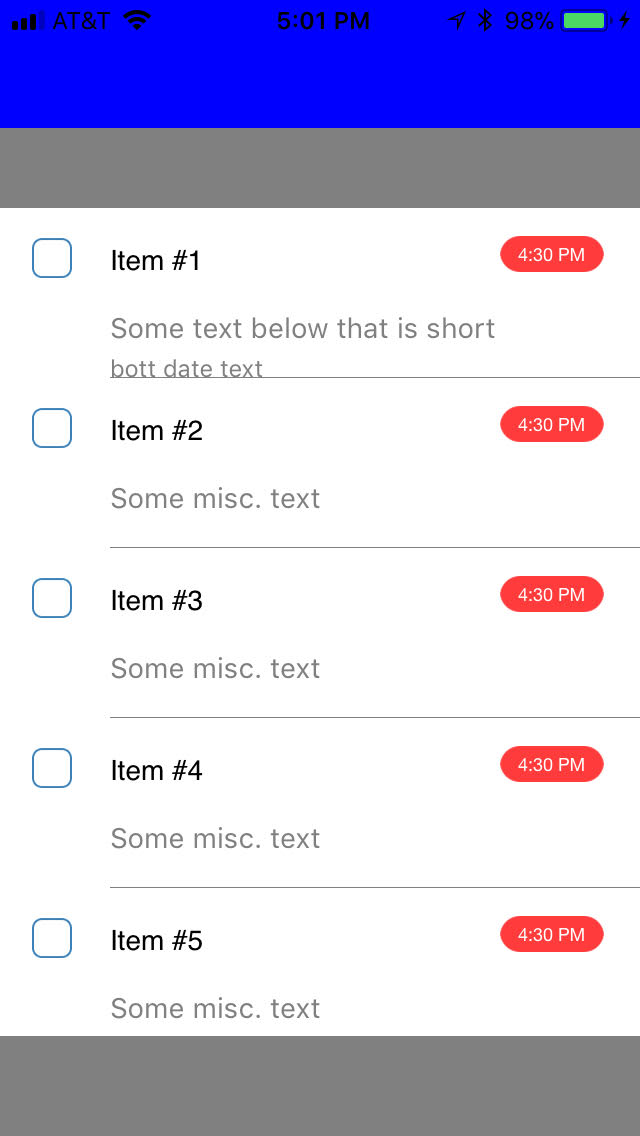 AT&T 5:01 PM 98%
Item #1 4:30 PM
Some text below that is short
bott date text
Item #2 4:30 PM
Some misc. text
Item #3 4:30 PM
Some misc. text
Item #4 4:30 PM
Some misc. text
Item #5 4:30 PM
Some misc. text